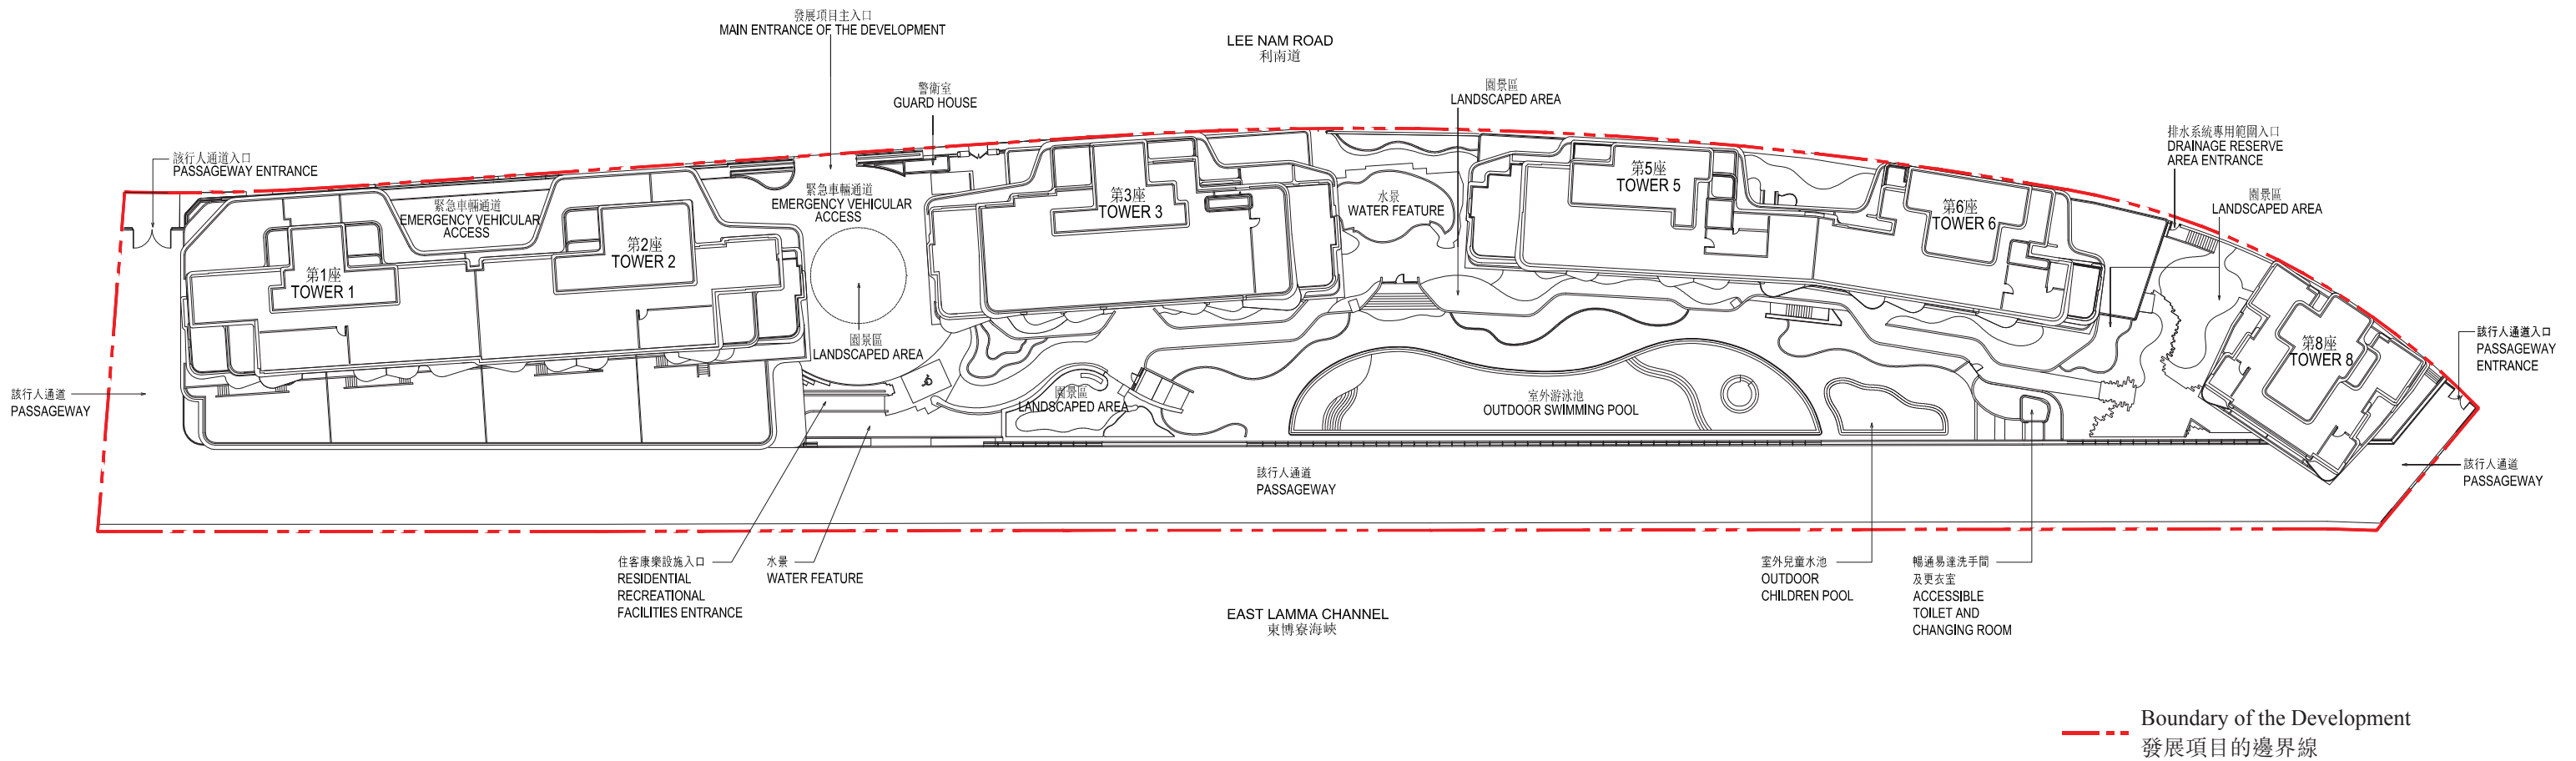 發展項目主入口
MAIN ENTRANCE OF THE DEVELOPMENT
LEE NAM ROAD
利南道
警衛室
GUARD HOUSE
園景區
LANDSCAPED AREA
排水系統專用範圍入口
DRAINAGE RESERVE
AREA ENTRANCE
該行人通道入口
PASSAGEWAY ENTRANCE
緊急車輛通道
EMERGENCY VEHICULAR
ACCESS
緊急車輛通道
EMERGENCY VEHICULAR
ACCESS
第1座
TOWER 1
第2座
TOWER 2
第3座
TOWER 3
水景
WATER FEATURE
第5座
TOWER 5
第6座
TOWER 6
園景區
LANDSCAPED AREA
第8座
TOWER 8
該行人通道入口
PASSAGEWAY
ENTRANCE
園景區
LANDSCAPED AREA
園景區
LANDSCAPED AREA
室外游泳池
OUTDOOR SWIMMING POOL
該行人通道
PASSAGEWAY
該行人通道
PASSAGEWAY
該行人通道
PASSAGEWAY
住客康樂設施入口
RESIDENTIAL
RECREATIONAL
FACILITIES ENTRANCE
水景
WATER FEATURE
室外兒童水池
OUTDOOR
CHILDREN POOL
暢通易達洗手間
及更衣室
ACCESSIBLE
TOILET AND
CHANGING ROOM
EAST LAMMA CHANNEL
東博寮海峽
Boundary of the Development
發展項目的邊界線